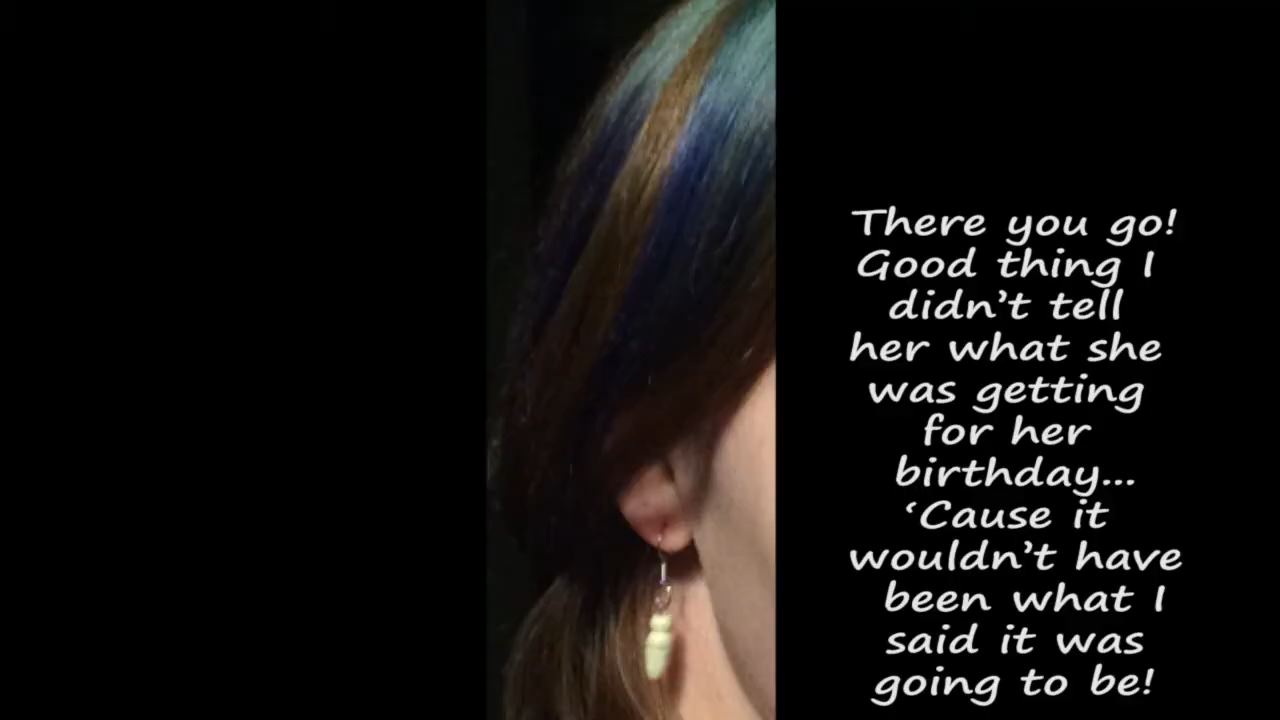 There you go!
Good thing I
didn’t tell
her what she
was getting
for her
birthday...
‘Cause it
wouldn’t have
been what I
said it was
going to be!